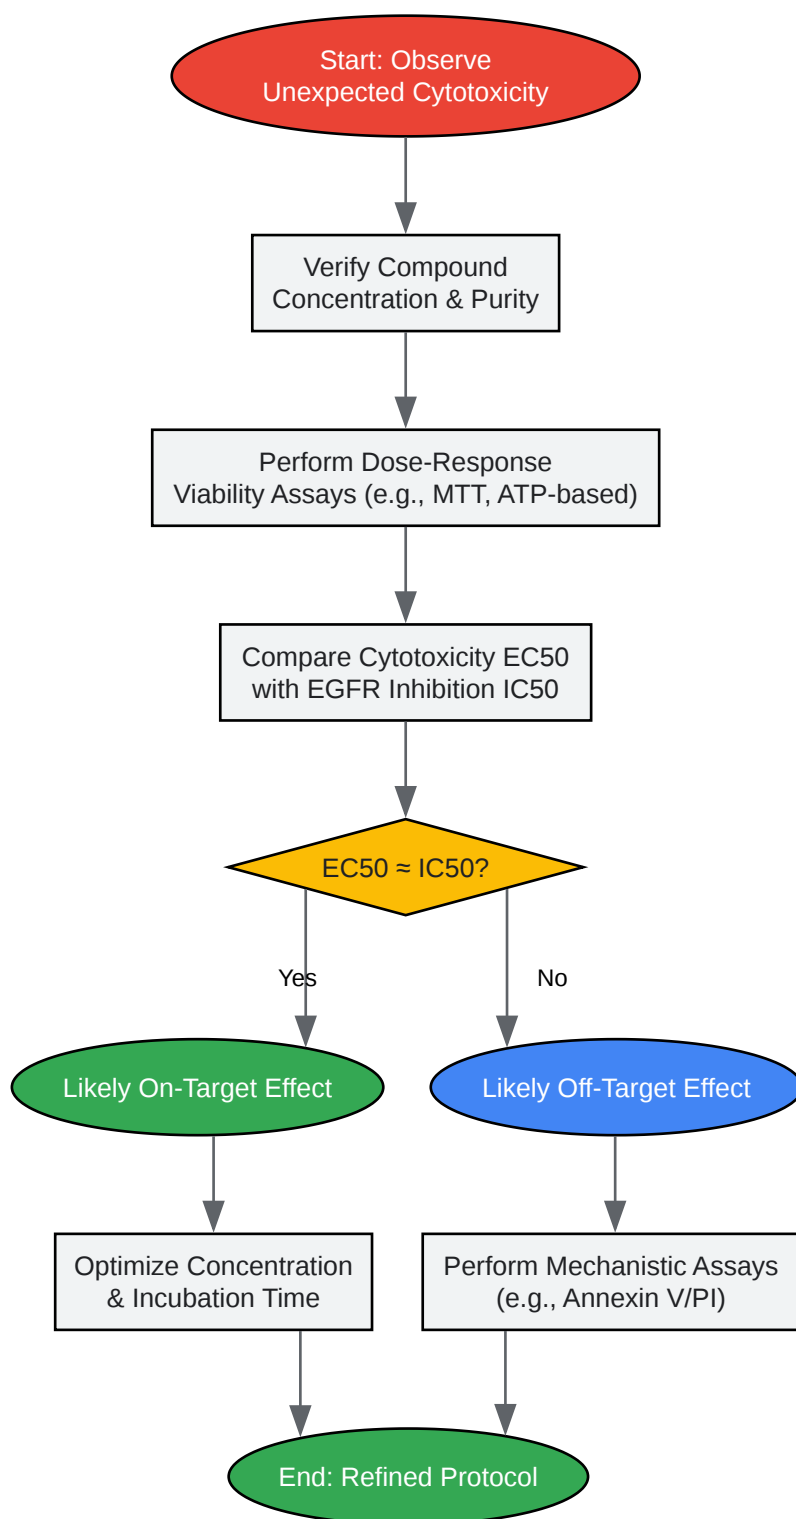 Start: Observe
Unexpected Cytotoxicity
Verify Compound
Concentration & Purity
Perform Dose-Response
Viability Assays (e.g., MTT, ATP-based)
Compare Cytotoxicity EC50
with EGFR Inhibition IC50
EC50 ≈ IC50?
Yes
No
Likely On-Target Effect
Likely Off-Target Effect
Optimize Concentration
& Incubation Time
Perform Mechanistic Assays
(e.g., Annexin V/PI)
End: Refined Protocol